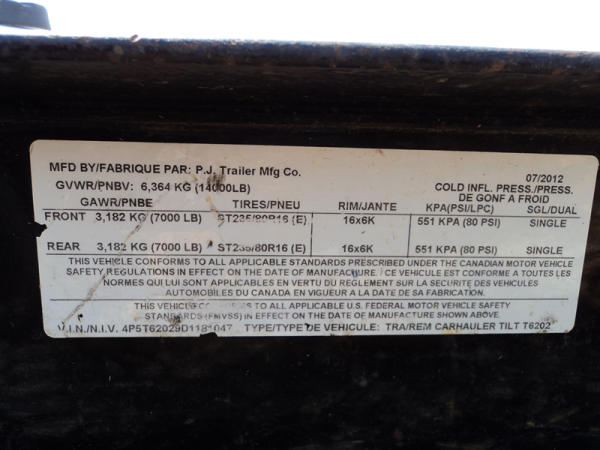 MFD BY/FABRIQUE PAR: P.J. Trailer Mfg Co. 07/2012
GVWR/PNBV: 6,364 KG (14000LB) COLD INFL. PRESS/PRESS.
DE GONF A FROID
GAWR/PNBE TIRES/PNEU RIM/JANTE KPA(PSI/LPC) SGL/DUAL
FRONT 3,182 KG (7000 LB) ST235/80R16 (E) 16x6K 551 KPA (80 PSI) SINGLE
REAR 3,182 KG (7000 LB) ST235/80R16 (E) 16x6K 551 KPA (80 PSI) SINGLE
THIS VEHICLE CONFORMS TO ALL APPLICABLE STANDARDS PRESCRIBED UNDER THE CANADIAN MOTOR VEHICLE
SAFETY REGULATIONS IN EFFECT ON THE DATE OF MANUFACTURE / CE VEHICULE EST CONFORME A TOUTES LES
NORMES QUI LUI SONT APPLICABLES EN VERTU DU REGLEMENT SUR LA SECURITE DES VEHICULES
AUTOMOBILES DU CANADA EN VIGUEUR A LA DATE DE SA FABRICATION.
THIS VEHICLE CONFORMS TO ALL APPLICABLE U.S. FEDERAL MOTOR VEHICLE SAFETY
STANDARDS (FMVSS) IN EFFECT ON THE DATE OF MANUFACTURE SHOWN ABOVE.
V.I.N./N.I.V. 4P5T62029D1181047 TYPE/TYPE DE VEHICULE: TRA/REM CARHAULER TILT T6202